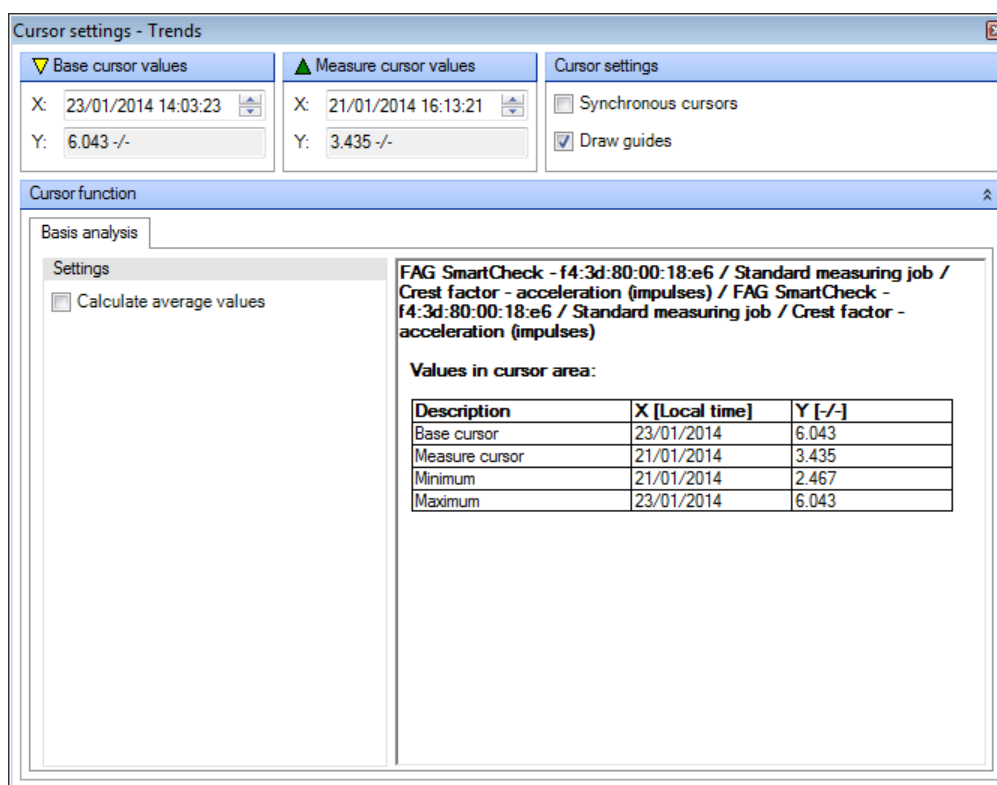 Cursor settings - Trends
Base cursor values
Measure cursor values
Cursor settings
X: 23/01/2014 14:03:23
X: 21/01/2014 16:13:21
Synchronous cursors
Y: 6.043 -/-
Y: 3.435 -/-
Draw guides
Cursor function
Basis analysis
Settings
Calculate average values
FAG SmartCheck - f4:3d:80:00:18:e6 / Standard measuring job /
Crest factor - acceleration (impulses) / FAG SmartCheck -
f4:3d:80:00:18:e6 / Standard measuring job / Crest factor -
acceleration (impulses)
Values in cursor area:
Description X [Local time] Y [-/-]
Base cursor 23/01/2014 6.043
Measure cursor 21/01/2014 3.435
Minimum 21/01/2014 2.467
Maximum 23/01/2014 6.043